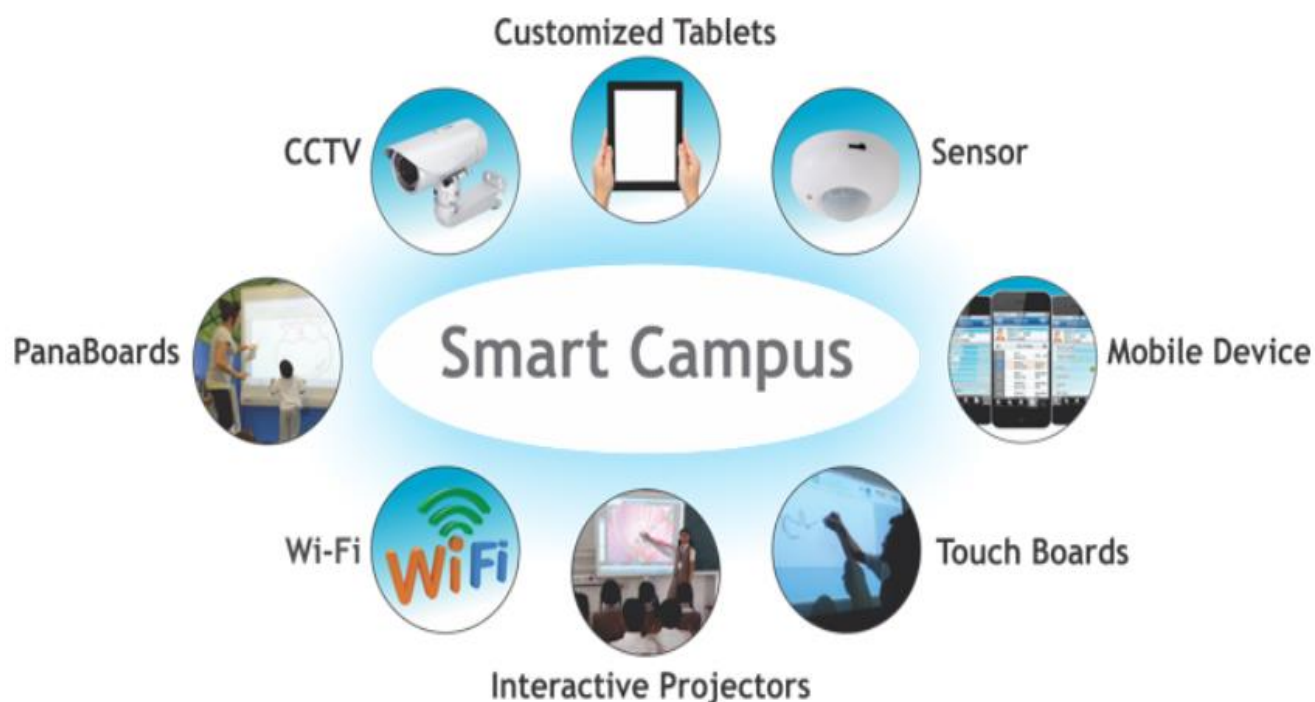 Customized Tablets
CCTV
Sensor
PanaBoards
Smart Campus
Mobile Device
Wi-Fi
WiFi
Touch Boards
Interactive Projectors